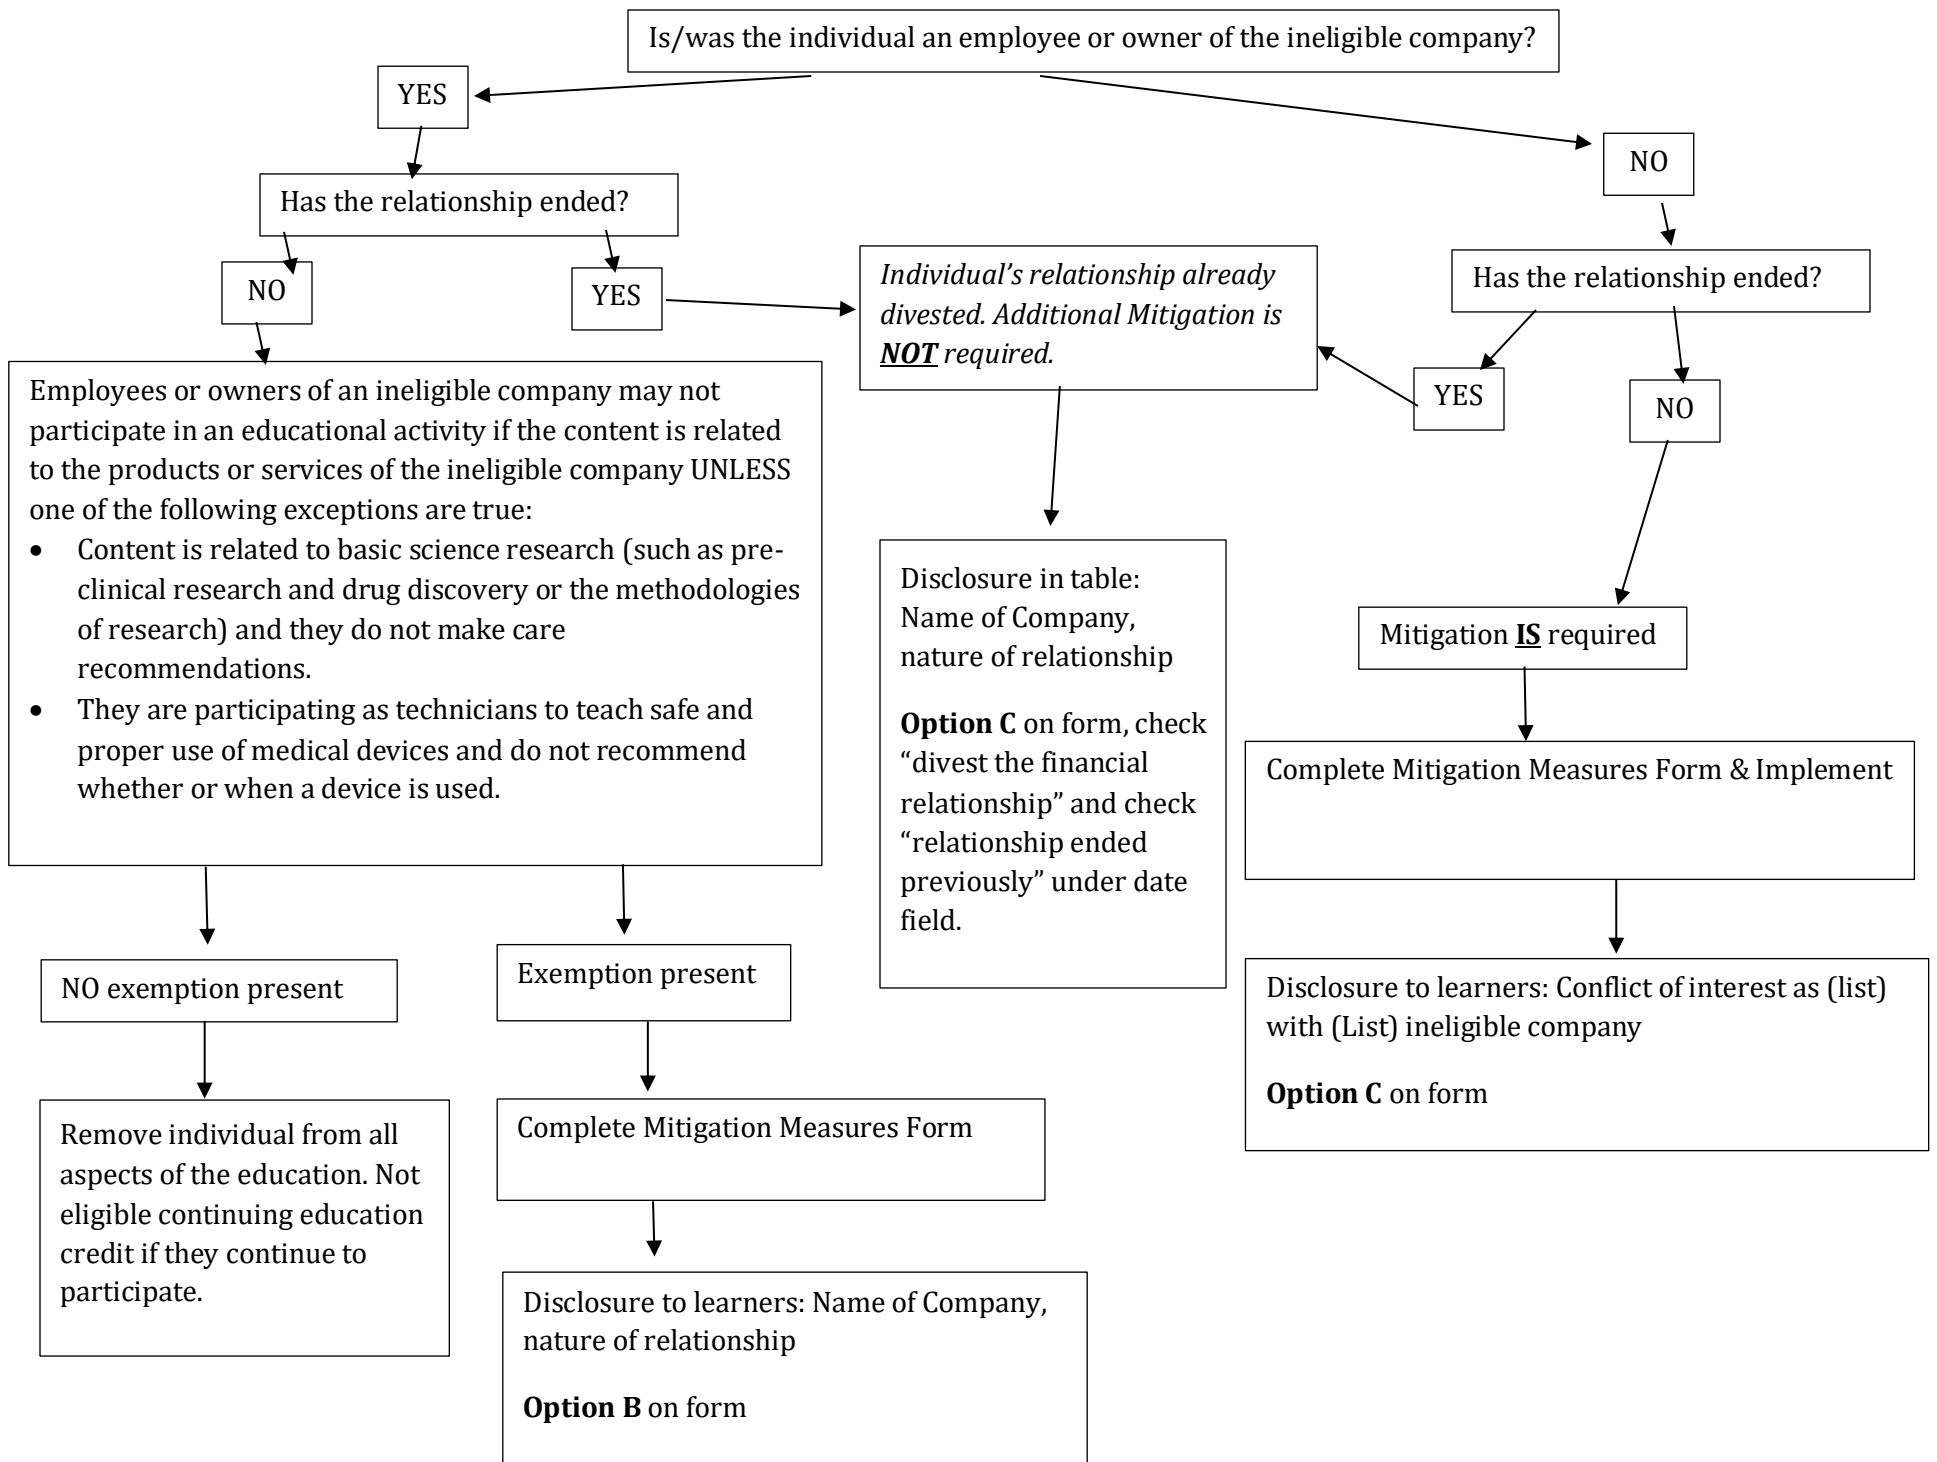 Is/was the individual an employee or owner of the ineligible company?
YES
NO
Has the relationship ended?
NO
YES
Individual’s relationship already
divested. Additional Mitigation is
NOT required.
Has the relationship ended?
YES
NO
Employees or owners of an ineligible company may not
participate in an educational activity if the content is related
to the products or services of the ineligible company UNLESS
one of the following exceptions are true:
• Content is related to basic science research (such as pre-
clinical research and drug discovery or the methodologies
of research) and they do not make care
recommendations.
• They are participating as technicians to teach safe and
proper use of medical devices and do not recommend
whether or when a device is used.
Disclosure in table:
Name of Company,
nature of relationship
Option C on form, check
“divest the financial
relationship” and check
“relationship ended
previously” under date
field.
Mitigation IS required
Complete Mitigation Measures Form & Implement
Disclosure to learners: Conflict of interest as (list)
with (List) ineligible company
Option C on form
NO exemption present
Exemption present
Remove individual from all
aspects of the education. Not
eligible continuing education
credit if they continue to
participate.
Complete Mitigation Measures Form
Disclosure to learners: Name of Company,
nature of relationship
Option B on form